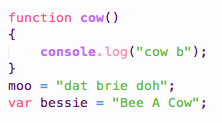 function cow()
{
    console.log("cow b");
}
moo = "dat brie doh";
var bessie = "Bee A Cow";